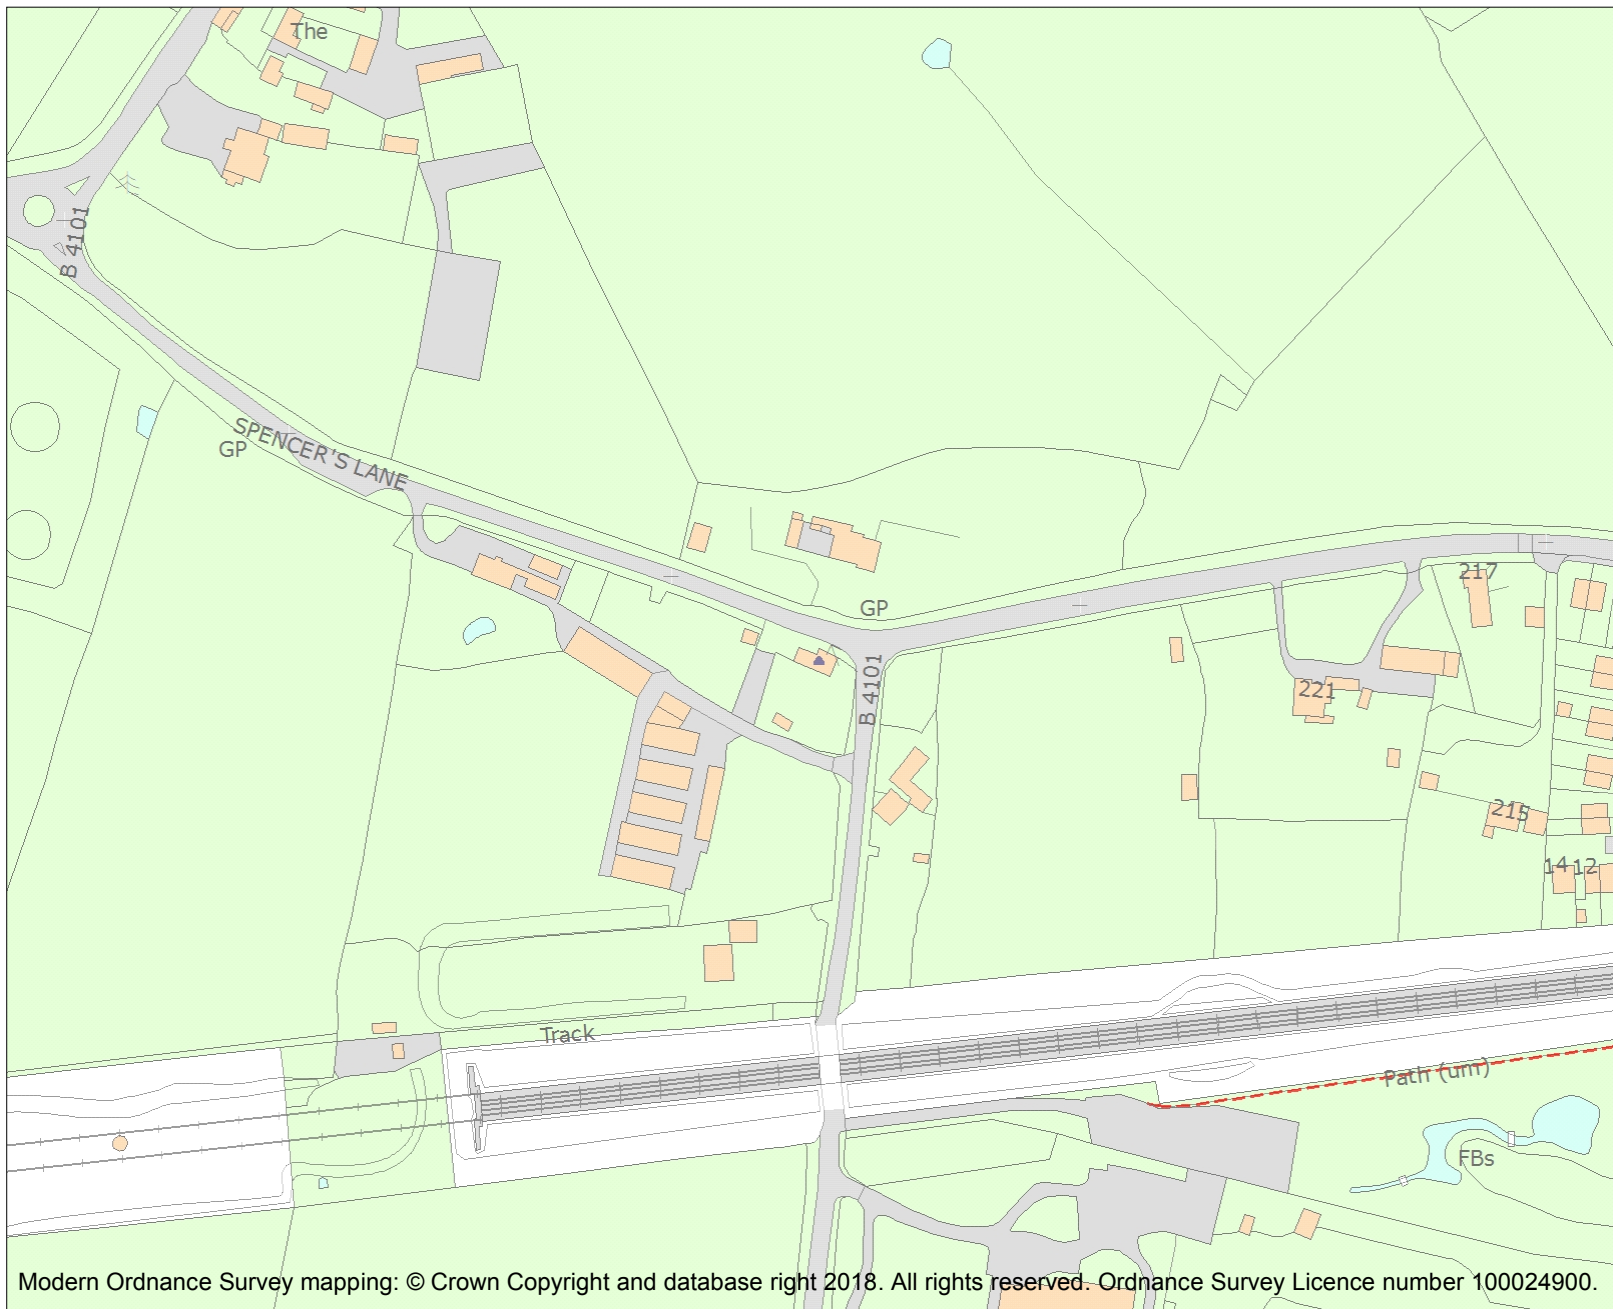 The
B 4101
SPENCER'S LANE
GP
GP
217
B 4101
221
215
14 12
Track
Path (um)
FBs
Modern Ordnance Survey mapping: © Crown Copyright and database right 2018. All rights reserved. Ordnance Survey Licence number 100024900.